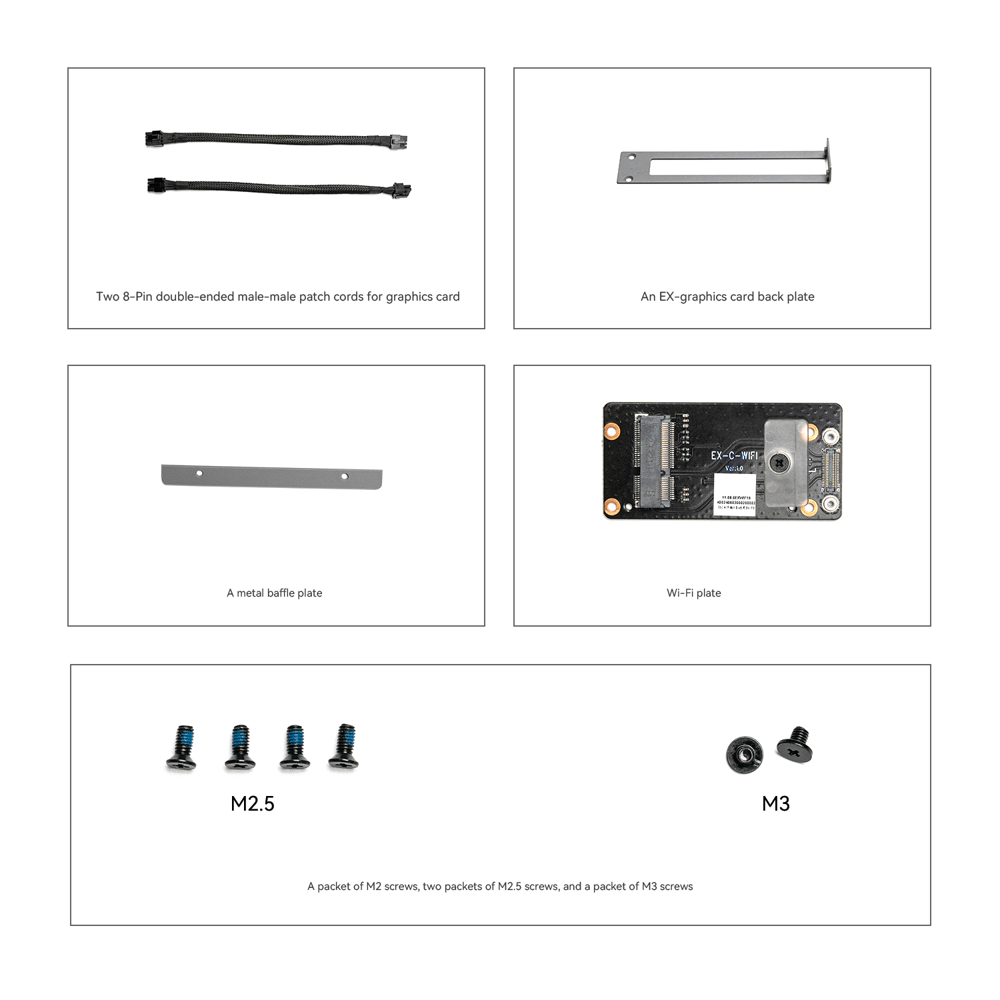 Two 8-Pin double-ended male-male patch cords for graphics card
An EX-graphics card back plate
A metal baffle plate
EX-C-WIFI
Ver:1.0
Wi-Fi plate
M2.5
M3
A packet of M2 screws, two packets of M2.5 screws, and a packet of M3 screws